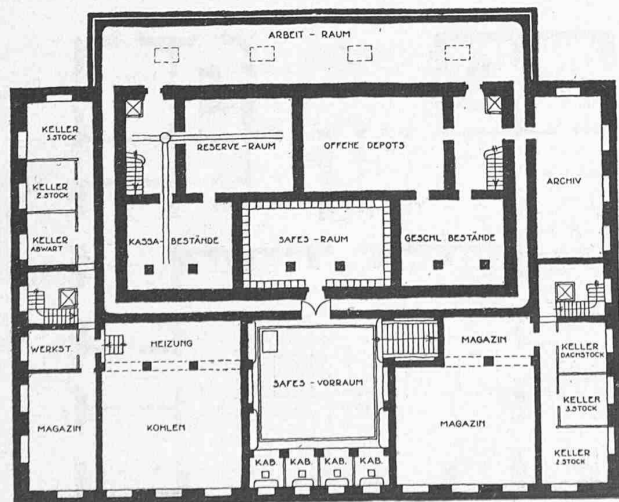 ARBEIT - RAUM
KELLER
3.STOCK
RESERVE-RAUM
OFFENE DEPOTS
KELLER
2.STOCK
ARCHIV
KELLER
ABWART
KASSA-BESTÄNDE
SAFES-RAUM
GESCHL. BESTÄNDE
WERKST.
HEIZUNG
MAGAZIN
KELLER
DACHSTOCK
SAFES-VORRAUM
MAGAZIN
KOHLEN
MAGAZIN
KELLER
3.STOCK
KELLER
2.STOCK
KAB.
KAB.
KAB.
KAB.